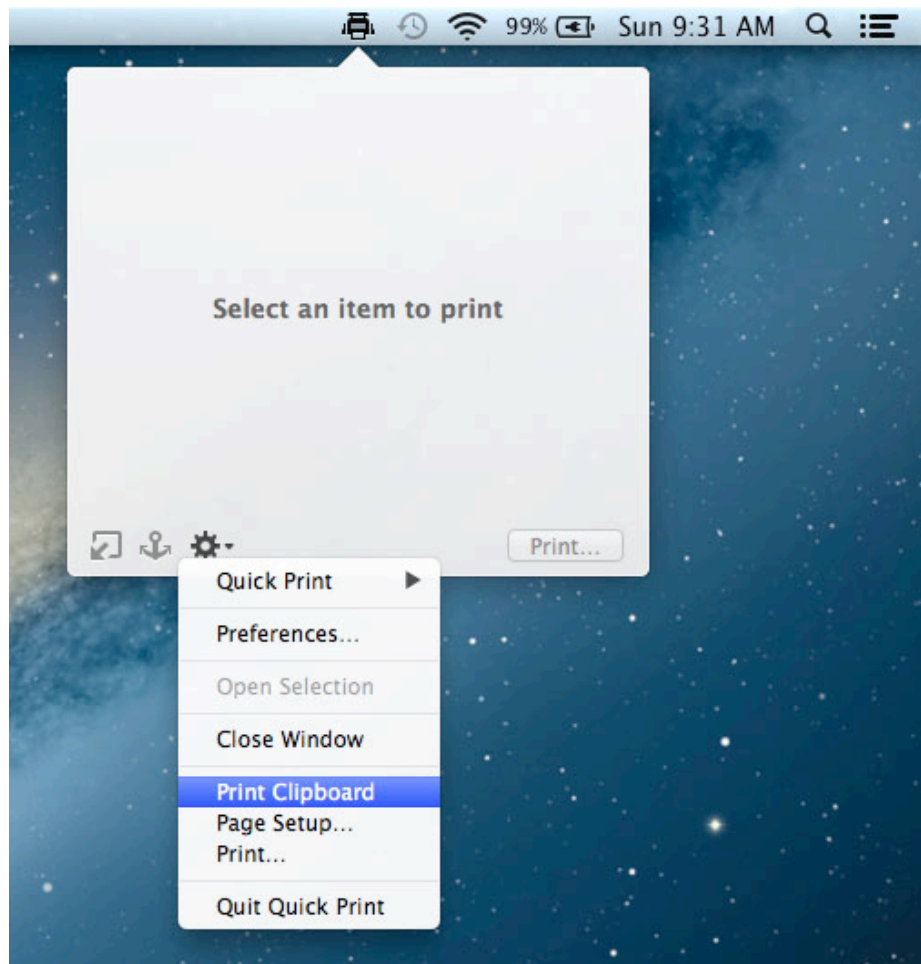 99% Sun 9:31 AM
Select an item to print
Print...
Quick Print
Preferences...
Open Selection
Close Window
Print Clipboard
Page Setup...
Print...
Quit Quick Print